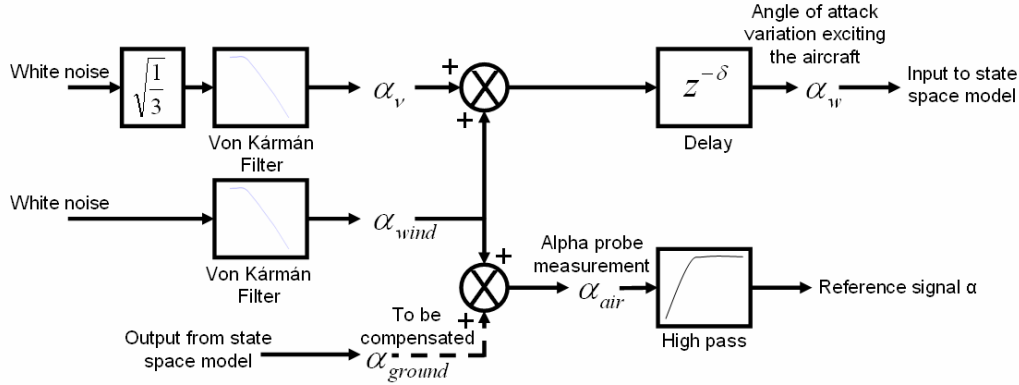 Angle of attack
variation exciting
the aircraft
White noise
√1/3
Von Kármán
Filter
α_v
+
+
z^{-δ}
Delay
α_w
Input to state
space model
White noise
Von Kármán
Filter
α_wind
+
+
Alpha probe
measurement
α_air
High pass
Reference signal α
Output from state
space model
To be
compensated
α_ground